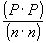 (P · P)
(n · n)